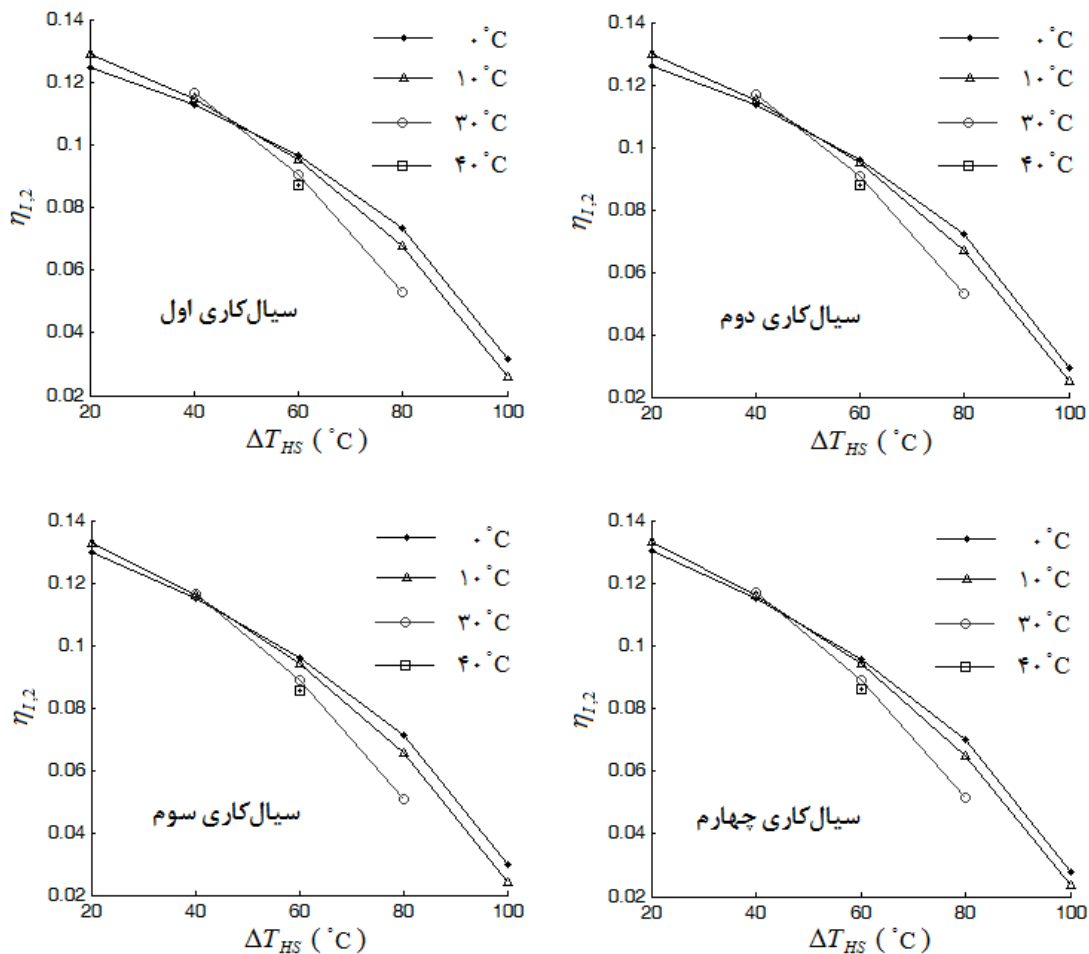 0.14
0.12
0.1
0.08
0.06
0.04
0.02
η_{I,2}
۰˚C
۱۰˚C
۳۰˚C
۴۰˚C
سیال‌کاری اول
20 40 60 80 100
ΔT_{HS} (˚C)
0.14
0.12
0.1
0.08
0.06
0.04
0.02
η_{I,2}
۰˚C
۱۰˚C
۳۰˚C
۴۰˚C
سیال‌کاری دوم
20 40 60 80 100
ΔT_{HS} (˚C)
0.14
0.12
0.1
0.08
0.06
0.04
0.02
η_{I,2}
۰˚C
۱۰˚C
۳۰˚C
۴۰˚C
سیال‌کاری سوم
20 40 60 80 100
ΔT_{HS} (˚C)
0.14
0.12
0.1
0.08
0.06
0.04
0.02
η_{I,2}
۰˚C
۱۰˚C
۳۰˚C
۴۰˚C
سیال‌کاری چهارم
20 40 60 80 100
ΔT_{HS} (˚C)